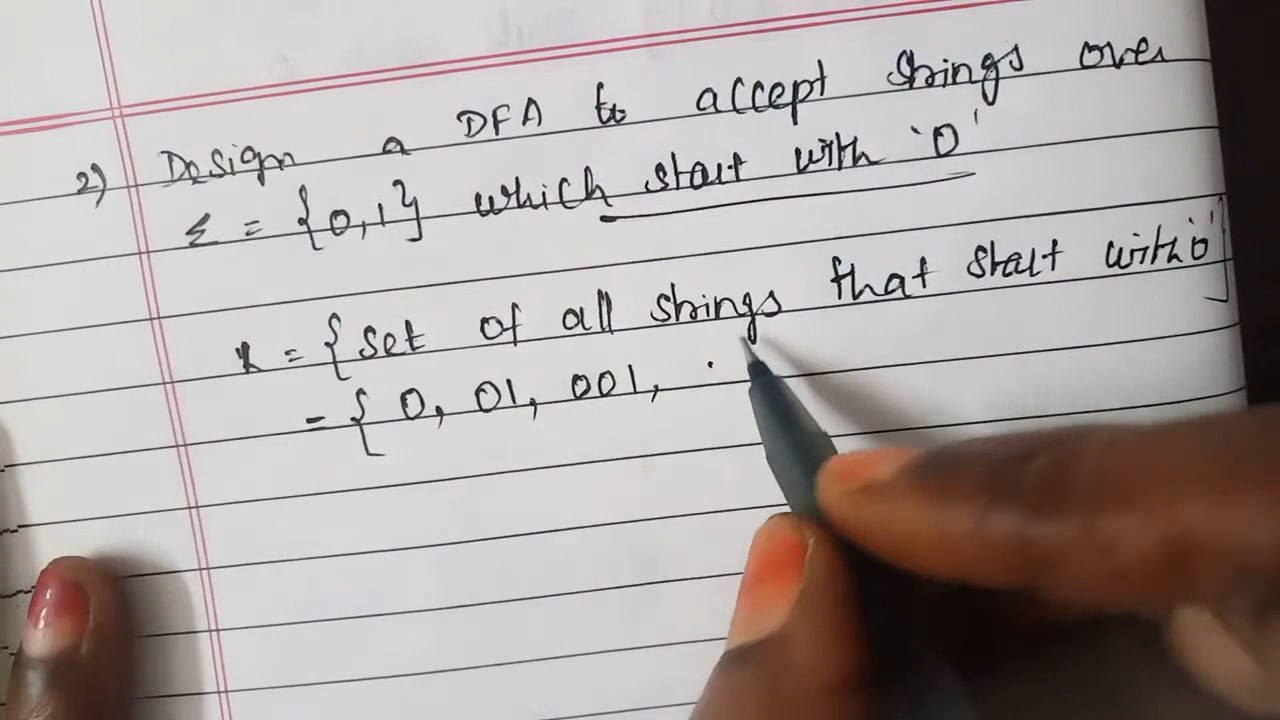 2) Design a DFA to accept strings over
Σ = {0,1} which start with '0'
L = {set of all strings that start with '0'}
= { 0, 01, 001, .